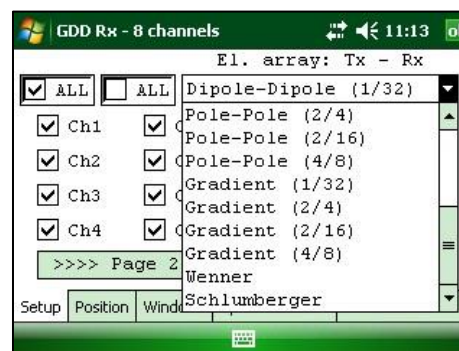 GDD Rx - 8 channels 11:13
El. array: Tx - Rx
ALL ALL Dipole-Dipole (1/32)
Pole-Pole (2/4)
Ch1 Pole-Pole (2/16)
Ch2 Pole-Pole (4/8)
Gradient (1/32)
Ch3 Gradient (2/4)
Gradient (2/16)
Ch4 Gradient (4/8)
>>>> Page 2 Wenner
Schlumberger
Setup Position